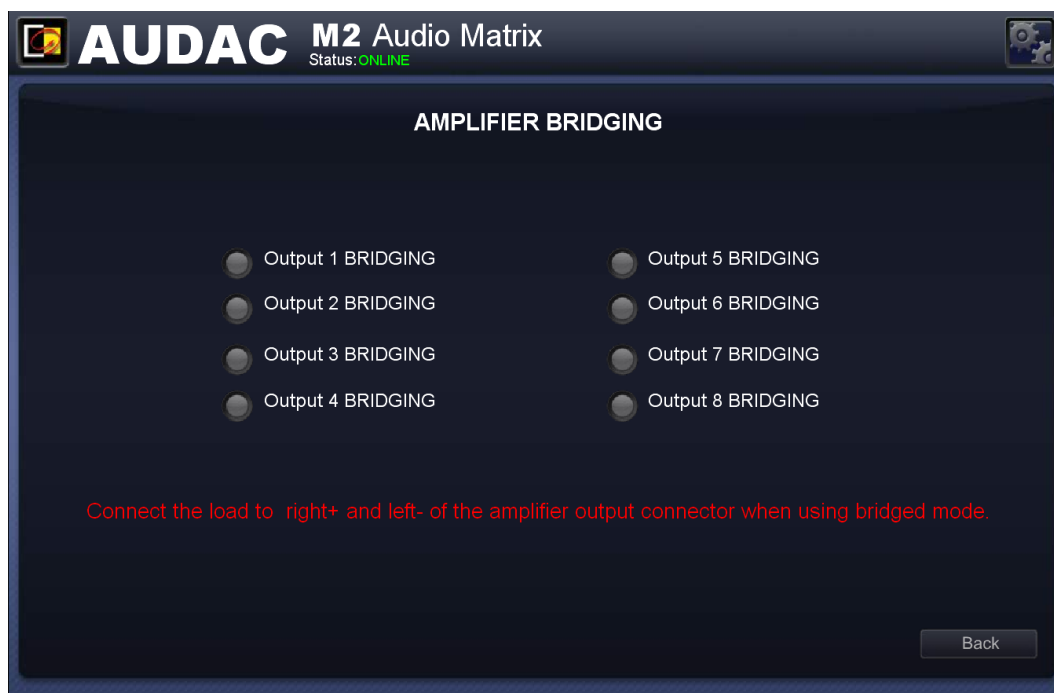 AUDAC M2 Audio Matrix
Status:ONLINE
AMPLIFIER BRIDGING
Output 1 BRIDGING
Output 2 BRIDGING
Output 3 BRIDGING
Output 4 BRIDGING
Output 5 BRIDGING
Output 6 BRIDGING
Output 7 BRIDGING
Output 8 BRIDGING
Connect the load to  right+ and left- of the amplifier output connector when using bridged mode.
Back